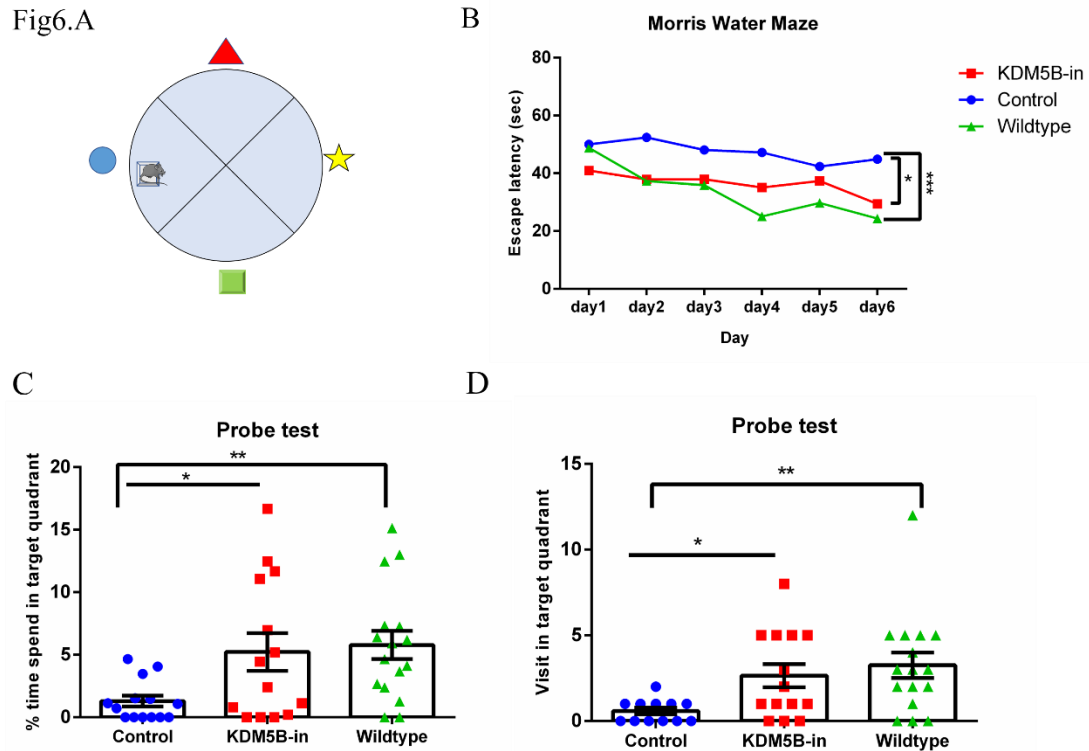 Fig6.A
B
Morris Water Maze
Escape latency (sec)
80
60
40
20
0
day1 day2 day3 day4 day5 day6
Day
KDM5B-in
Control
Wildtype
*
***
C
Probe test
% time spend in target quadrant
20
15
10
5
0
**
*
Control KDM5B-in Wildtype
D
Probe test
Visit in target quadrant
15
10
5
0
**
*
Control KDM5B-in Wildtype